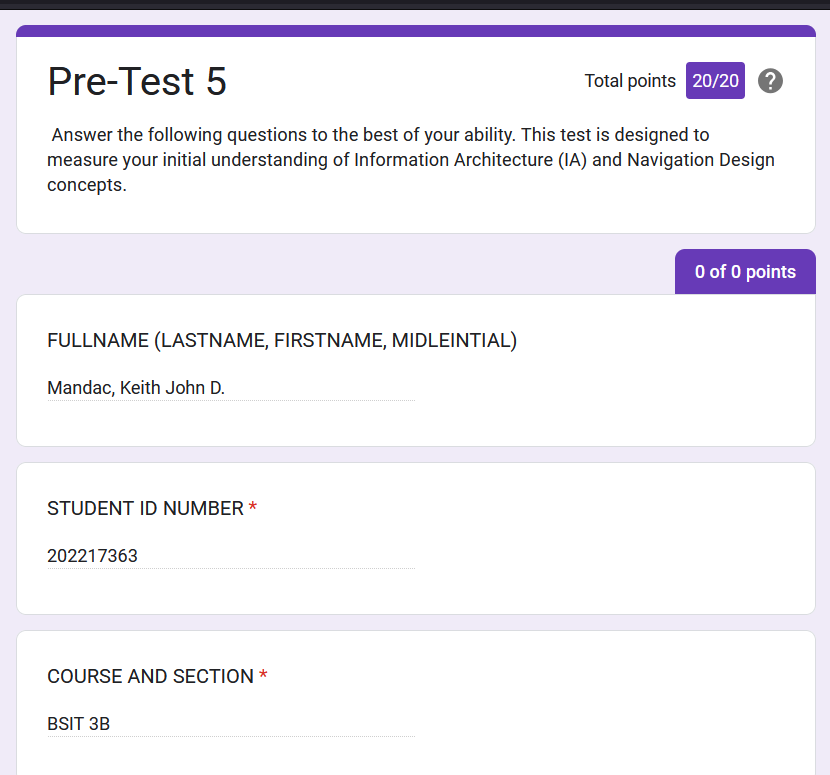 Pre-Test 5
Total points 20/20
Answer the following questions to the best of your ability. This test is designed to
measure your initial understanding of Information Architecture (IA) and Navigation Design
concepts.
0 of 0 points
FULLNAME (LASTNAME, FIRSTNAME, MIDLEINTIAL)
Mandac, Keith John D.
STUDENT ID NUMBER *
202217363
COURSE AND SECTION *
BSIT 3B